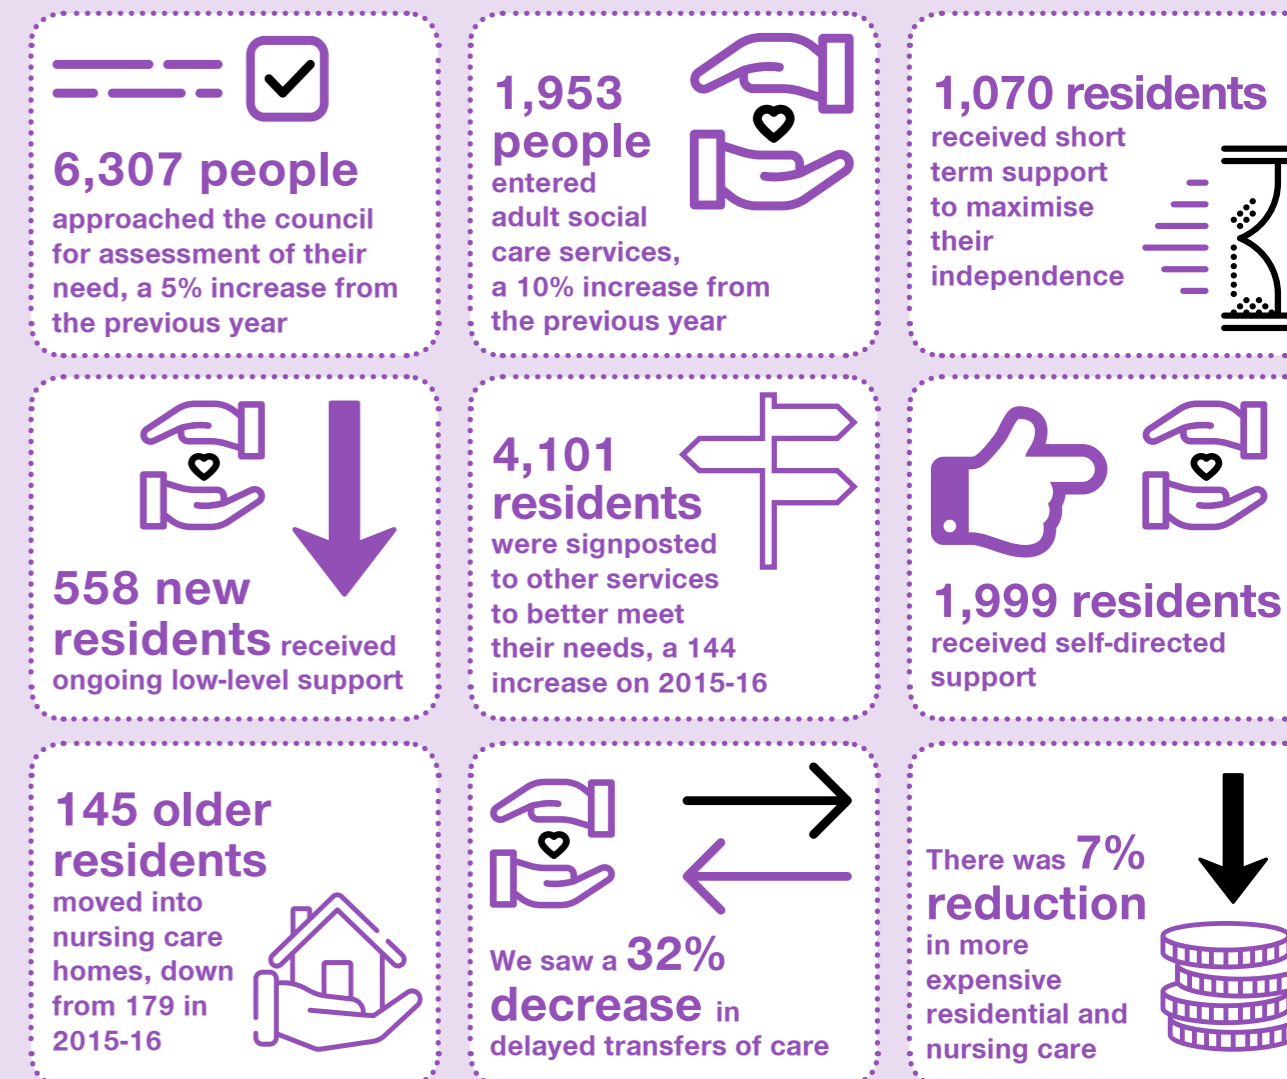 6,307 people
approached the council
for assessment of their
need, a 5% increase from
the previous year
1,953
people
entered
adult social
care services,
a 10% increase from
the previous year
1,070 residents
received short
term support
to maximise
their
independence
558 new
residents received
ongoing low-level support
4,101
residents
were signposted
to other services
to better meet
their needs, a 144
increase on 2015-16
1,999 residents
received self-directed
support
145 older
residents
moved into
nursing care
homes, down
from 179 in
2015-16
We saw a 32%
decrease in
delayed transfers of care
There was 7%
reduction
in more
expensive
residential and
nursing care